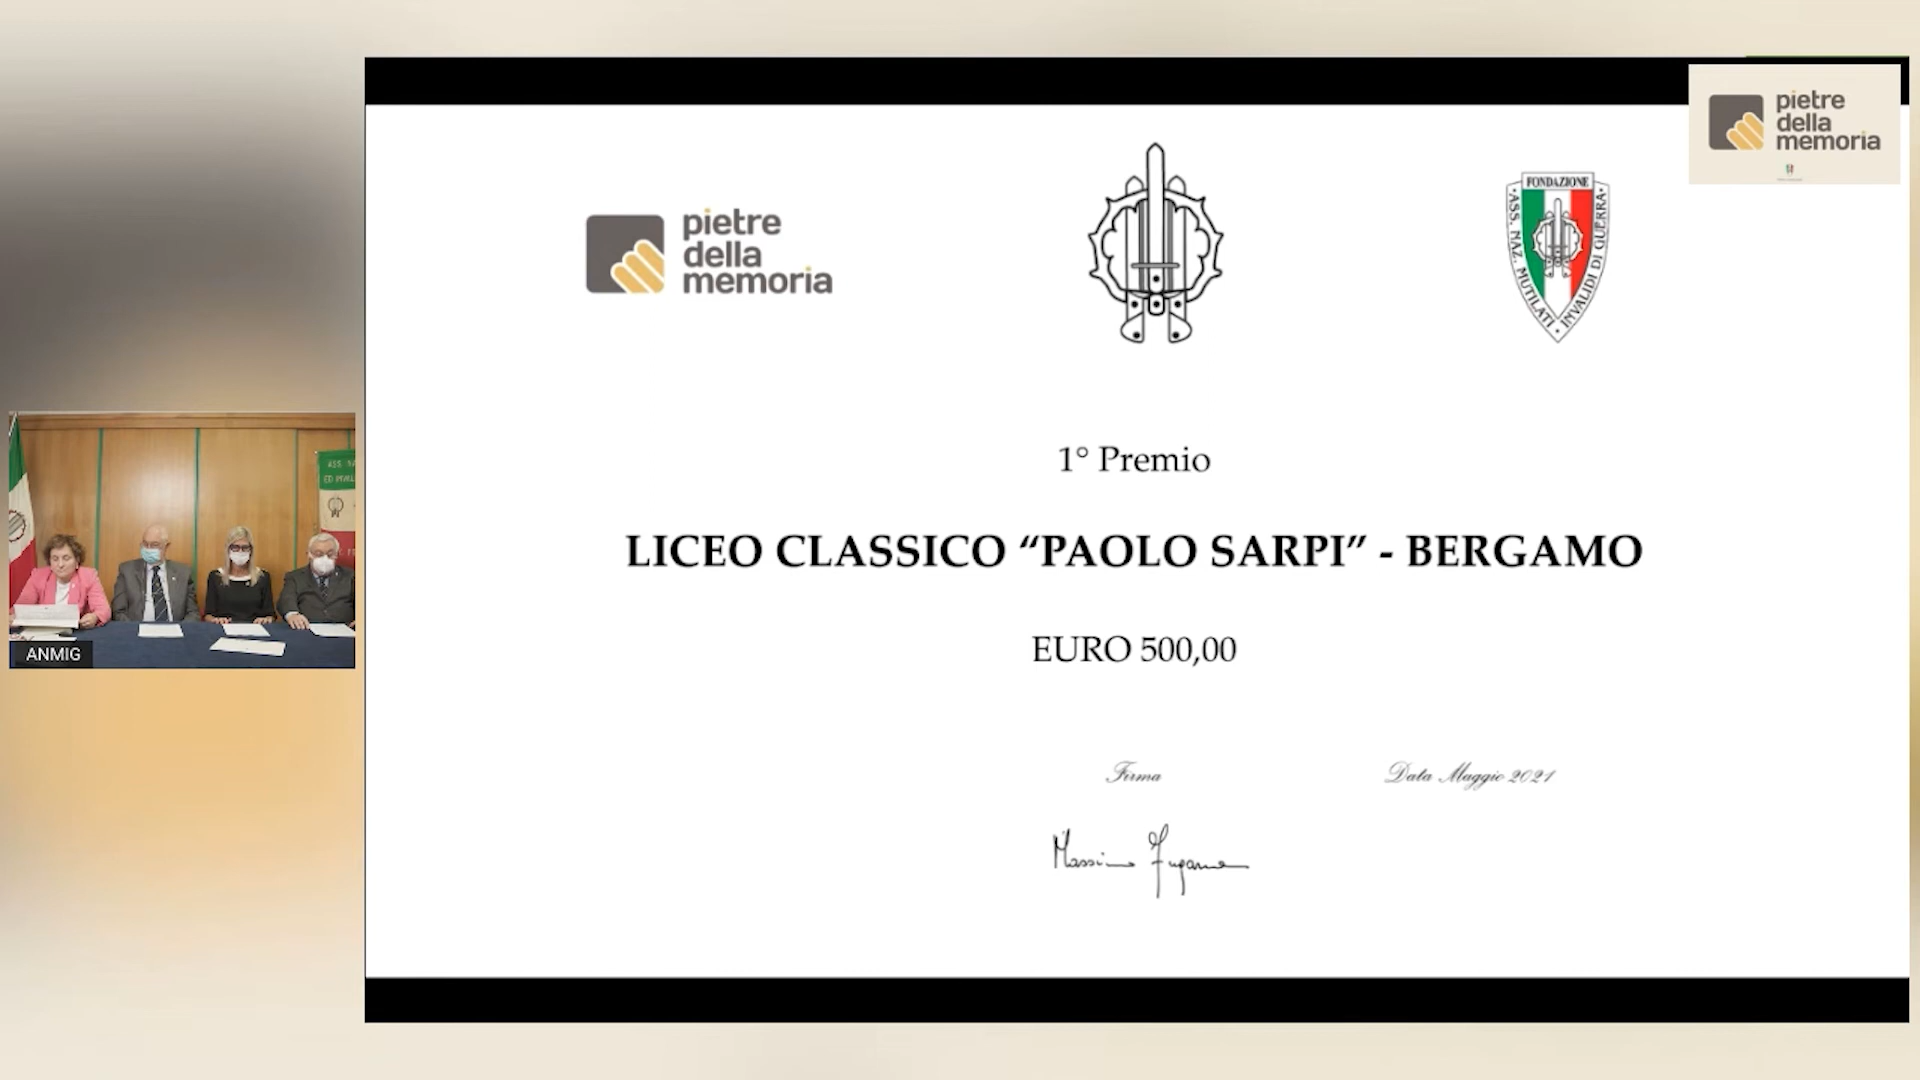 pietre
della
memoria
pietre
della
memoria
FONDAZIONE
ASS. NAZ. MUTILATI · INVALIDI DI GUERRA
1° Premio
LICEO CLASSICO “PAOLO SARPI” - BERGAMO
EURO 500,00
Firma
Data Maggio 2021
Massimo
ANMIG